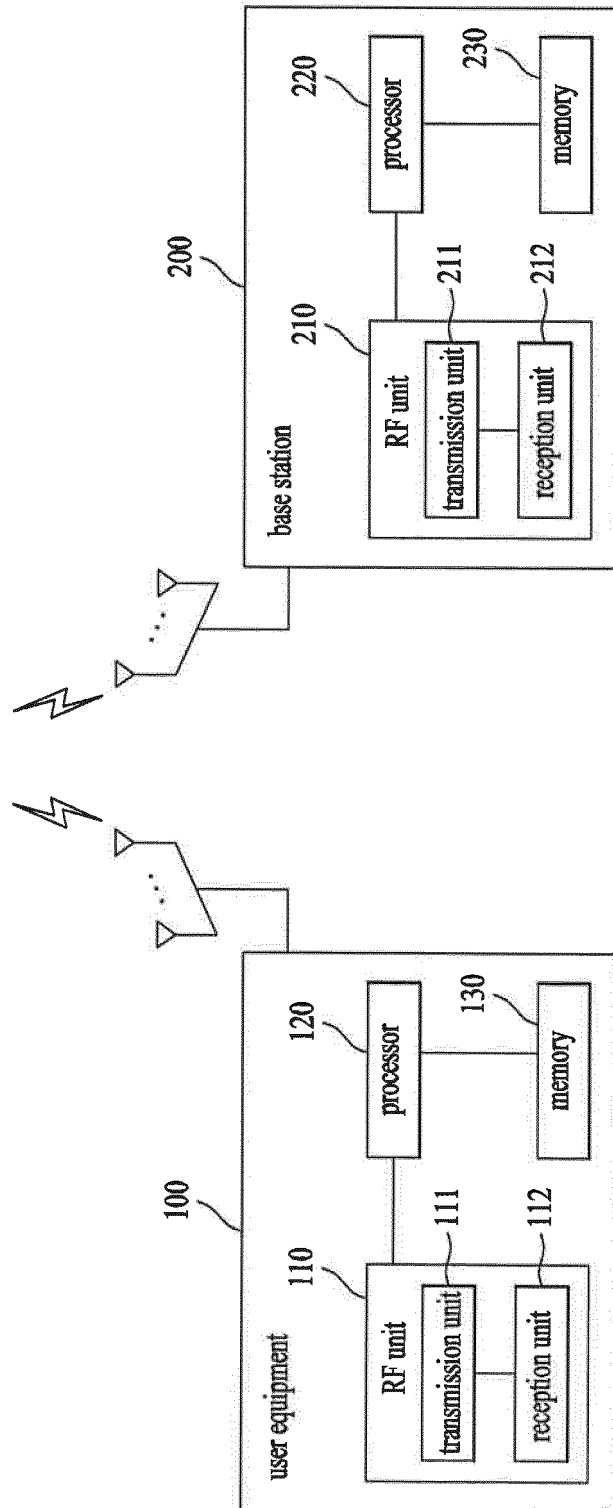 100
user equipment
110
RF unit
transmission unit
111
reception unit
112
120
processor
130
memory
200
base station
210
RF unit
transmission unit
211
reception unit
212
220
processor
230
memory